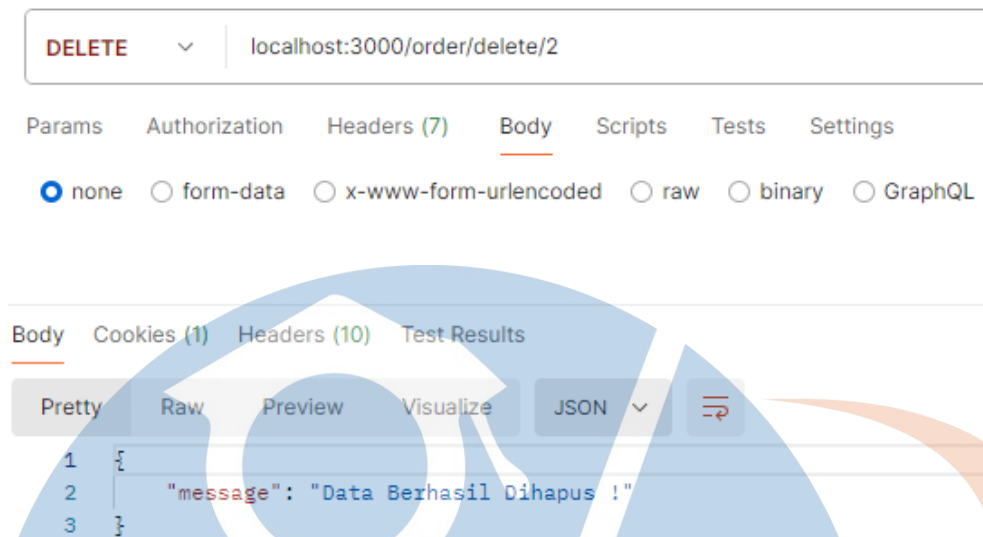 DELETE localhost:3000/order/delete/2
Params Authorization Headers (7) Body Scripts Tests Settings
none form-data x-www-form-urlencoded raw binary GraphQL
Body Cookies (1) Headers (10) Test Results
Pretty Raw Preview Visualize JSON
1 {
2 "message": "Data Berhasil Dihapus !"
3 }